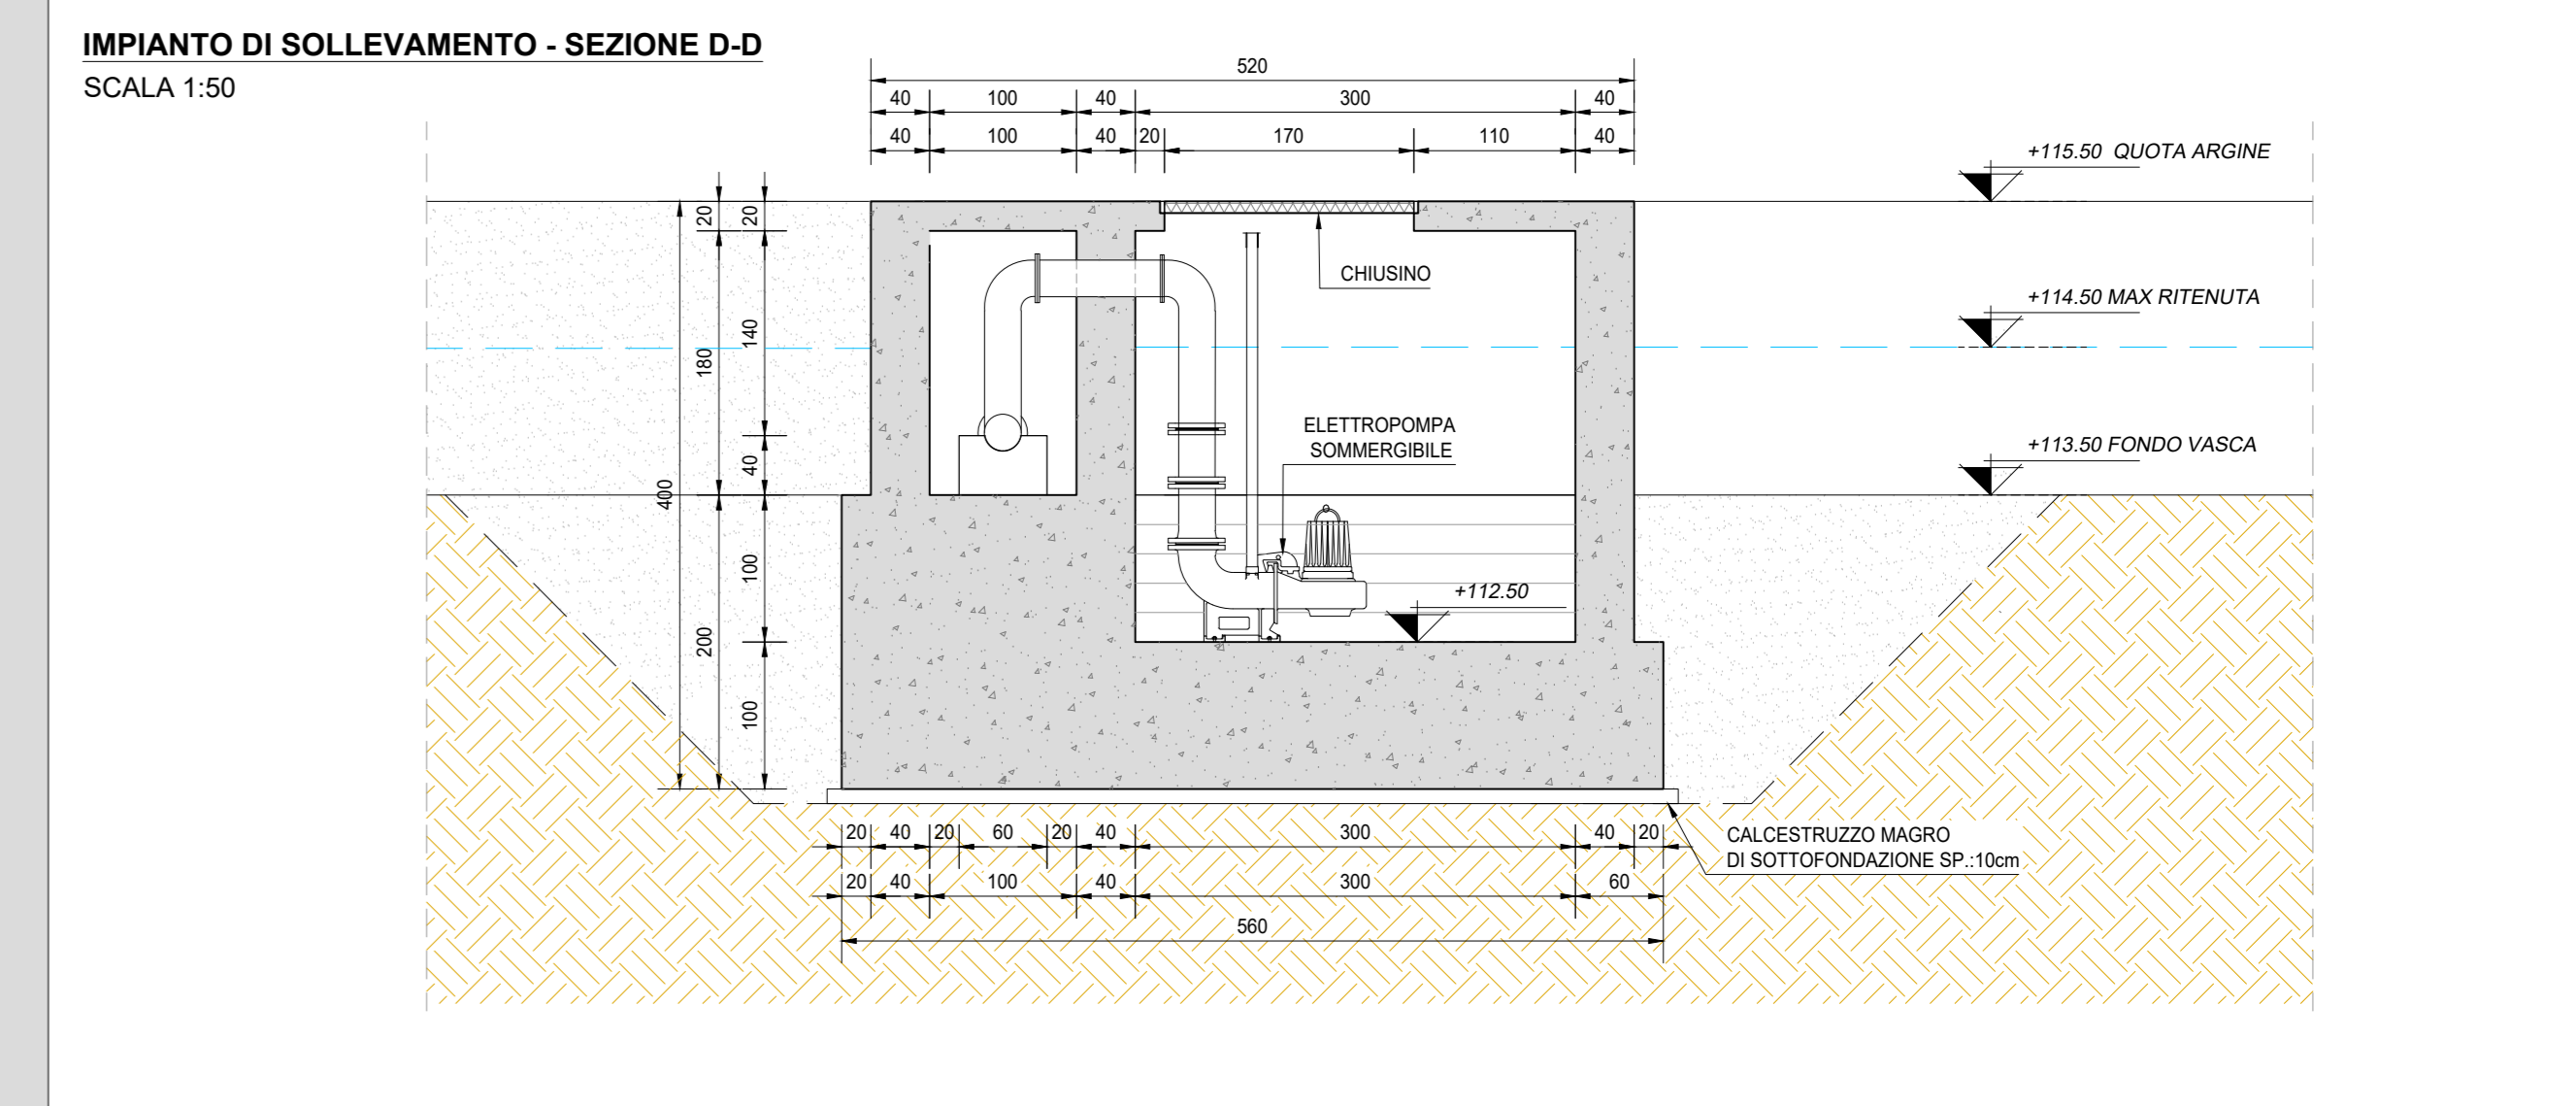 IMPIANTO DI SOLLEVAMENTO - SEZIONE D-D
SCALA 1:50
520
40 100 40 300 40
40 100 40 20 170 110 40
+115.50 QUOTA ARGINE
20 20
CHIUSINO
+114.50 MAX RITENUTA
180 140
ELETTROPOMPA
SOMMERGIBILE
+113.50 FONDO VASCA
400 40
100
+112.50
200
100
20 40 20 60 20 40 300 40 20
CALCESTRUZZO MAGRO
DI SOTTOFONDAZIONE SP.:10cm
20 40 100 40 300 60
560